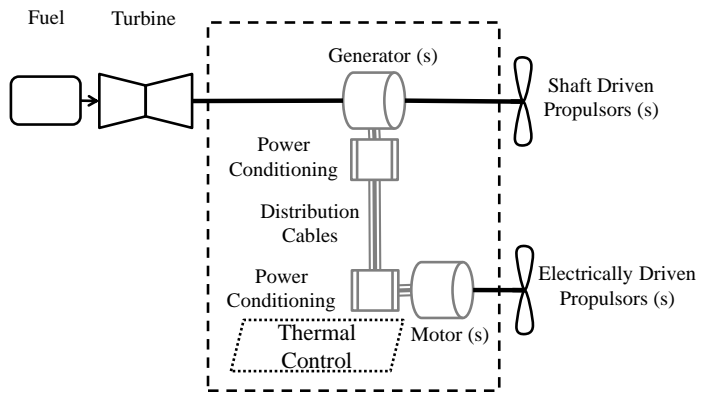 Fuel
Turbine
Generator (s)
Shaft Driven
Propulsors (s)
Power
Conditioning
Distribution
Cables
Power
Conditioning
Electrically Driven
Propulsors (s)
Thermal
Control
Motor (s)